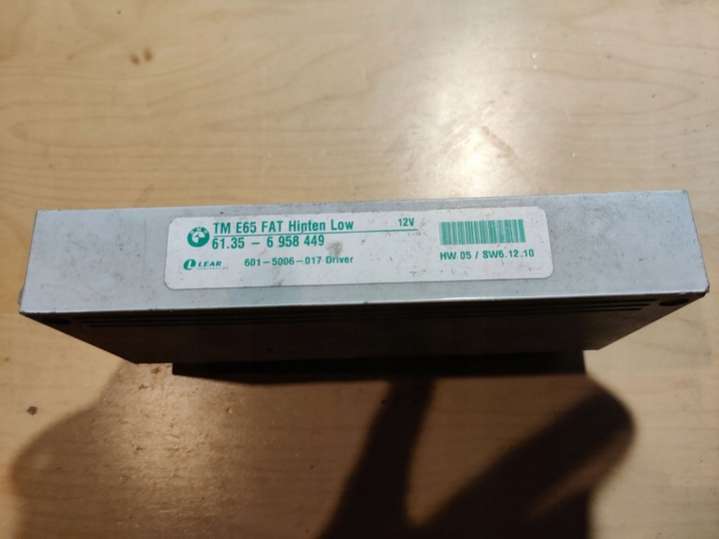 TM E65 FAT Hinten Low 12V
61.35 - 6 958 449
LEAR 601-5006-017 Driver
HW 05 / SW6.12.10